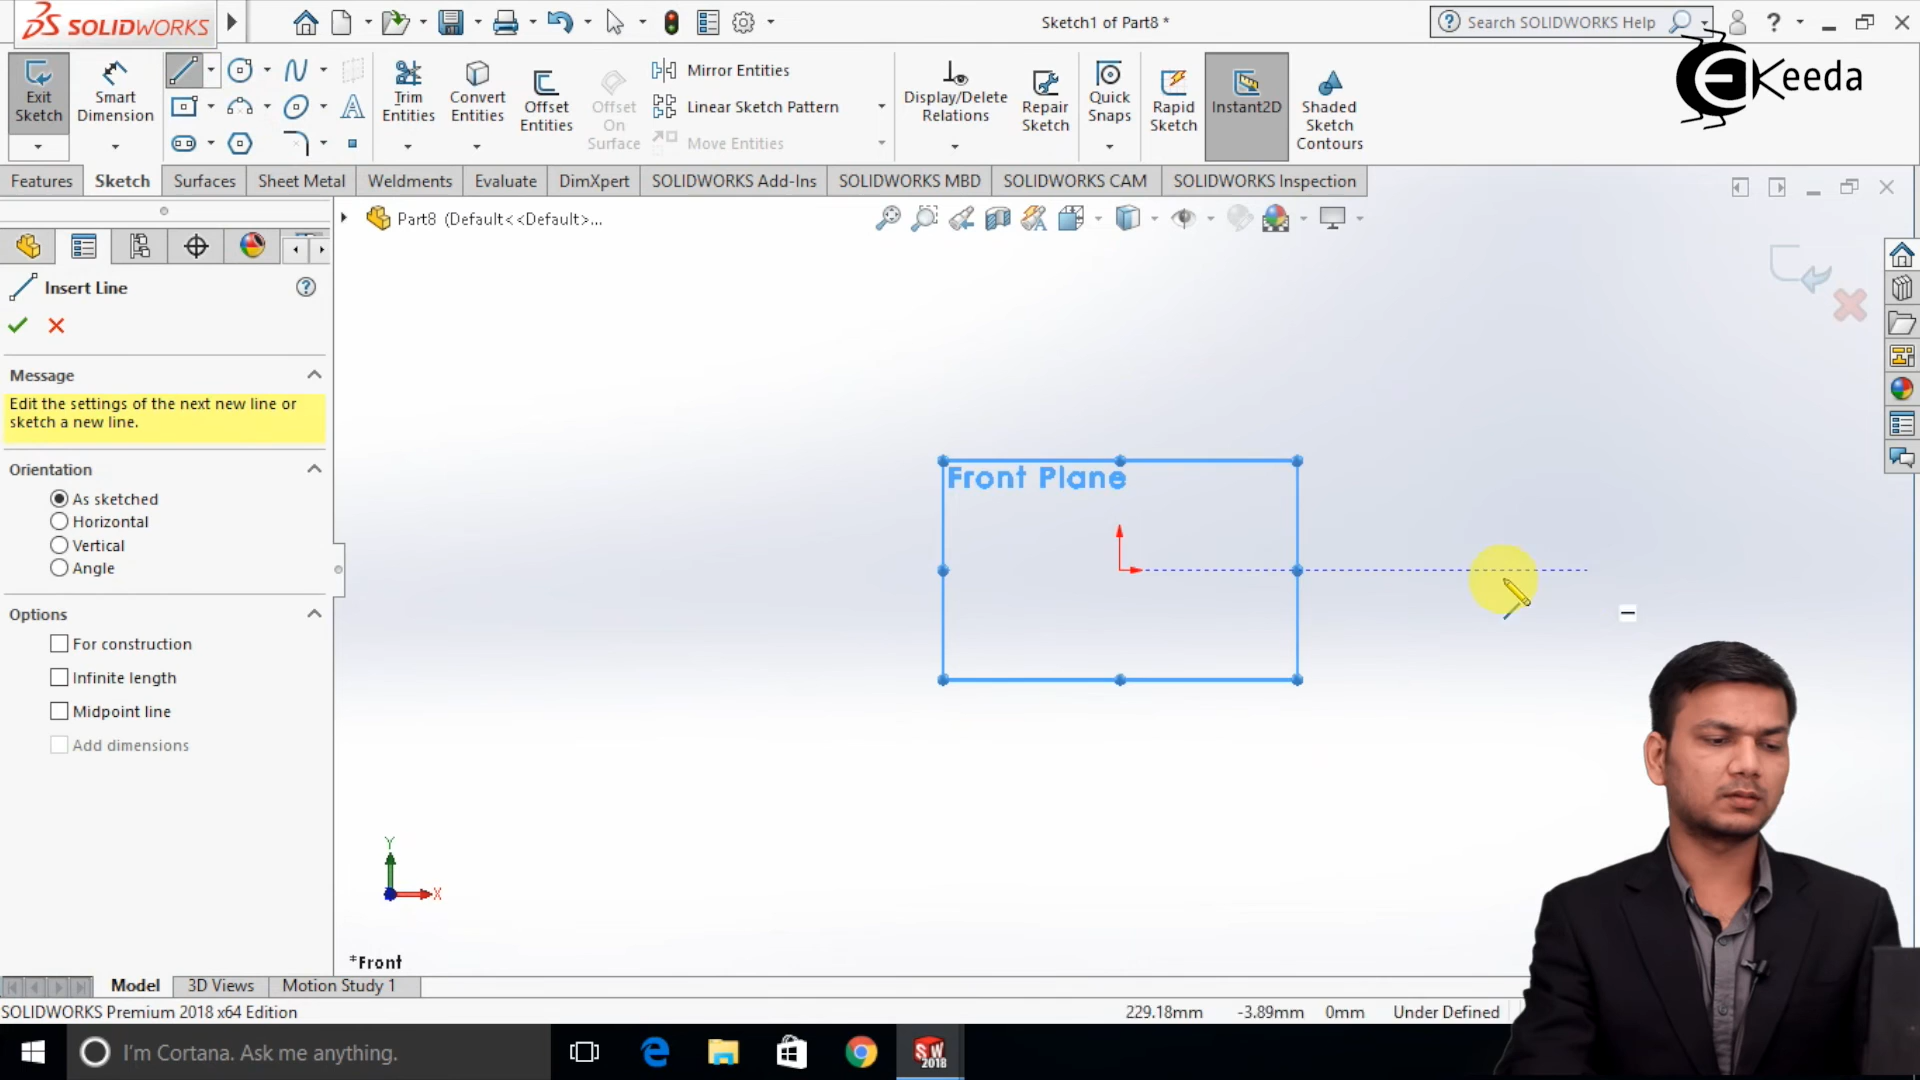 SOLIDWORKS
Sketch1 of Part8 *
Search SOLIDWORKS Help
?
Keeda
Exit Sketch
Smart Dimension
Trim Entities
Convert Entities
Offset Entities
Offset On Surface
Mirror Entities
Linear Sketch Pattern
Move Entities
Display/Delete Relations
Repair Sketch
Quick Snaps
Rapid Sketch
Instant2D
Shaded Sketch Contours
Features
Sketch
Surfaces
Sheet Metal
Weldments
Evaluate
DimXpert
SOLIDWORKS Add-Ins
SOLIDWORKS MBD
SOLIDWORKS CAM
SOLIDWORKS Inspection
Part8 (Default<<Default>...
Insert Line
Message
Edit the settings of the next new line or
sketch a new line.
Orientation
As sketched
Horizontal
Vertical
Angle
Options
For construction
Infinite length
Midpoint line
Add dimensions
Front Plane
Y
X
*Front
Model
3D Views
Motion Study 1
SOLIDWORKS Premium 2018 x64 Edition
229.18mm
-3.89mm
0mm
Under Defined
I'm Cortana. Ask me anything.
SW
2018